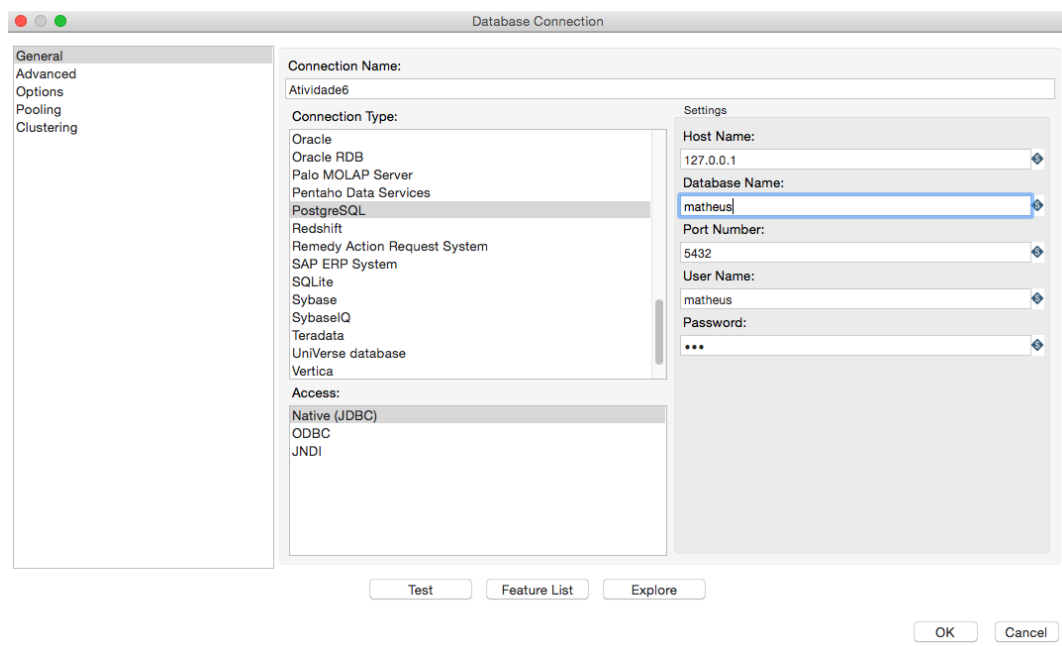 Database Connection
General
Advanced
Options
Pooling
Clustering
Connection Name:
Atividade6
Connection Type:
Oracle
Oracle RDB
Palo MOLAP Server
Pentaho Data Services
PostgreSQL
Redshift
Remedy Action Request System
SAP ERP System
SQLite
Sybase
SybaseIQ
Teradata
UniVerse database
Vertica
Access:
Native (JDBC)
ODBC
JNDI
Settings
Host Name:
127.0.0.1
Database Name:
matheus
Port Number:
5432
User Name:
matheus
Password:
•••
Test
Feature List
Explore
OK
Cancel